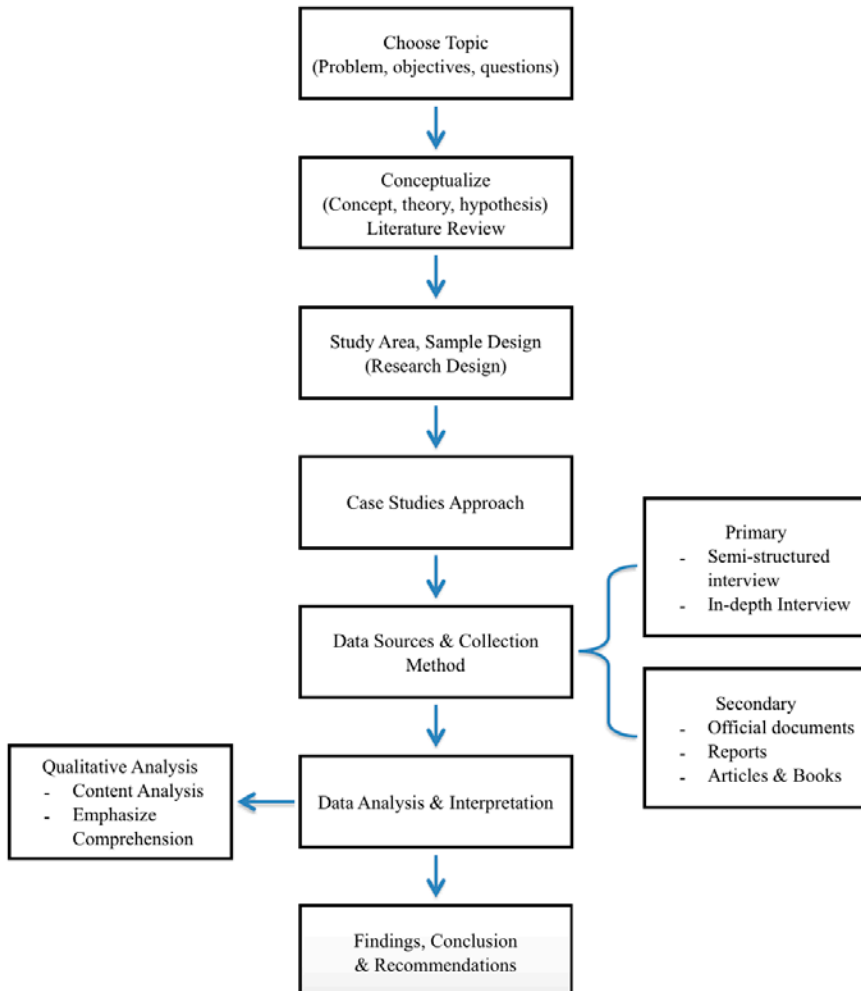 Choose Topic
(Problem, objectives, questions)
Conceptualize
(Concept, theory, hypothesis)
Literature Review
Study Area, Sample Design
(Research Design)
Case Studies Approach
Data Sources & Collection
Method
Primary
- Semi-structured
interview
- In-depth Interview
Secondary
- Official documents
- Reports
- Articles & Books
Data Analysis & Interpretation
Qualitative Analysis
- Content Analysis
- Emphasize
Comprehension
Findings, Conclusion
& Recommendations